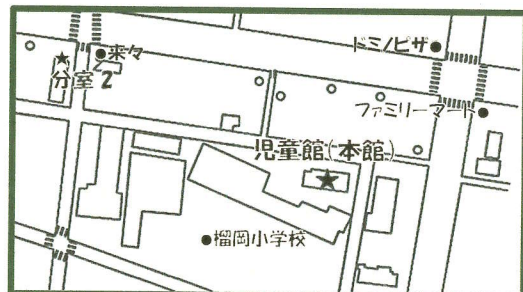 ドミノピザ
来々
分室2
ファミリーマート
児童館(本館)
榴岡小学校